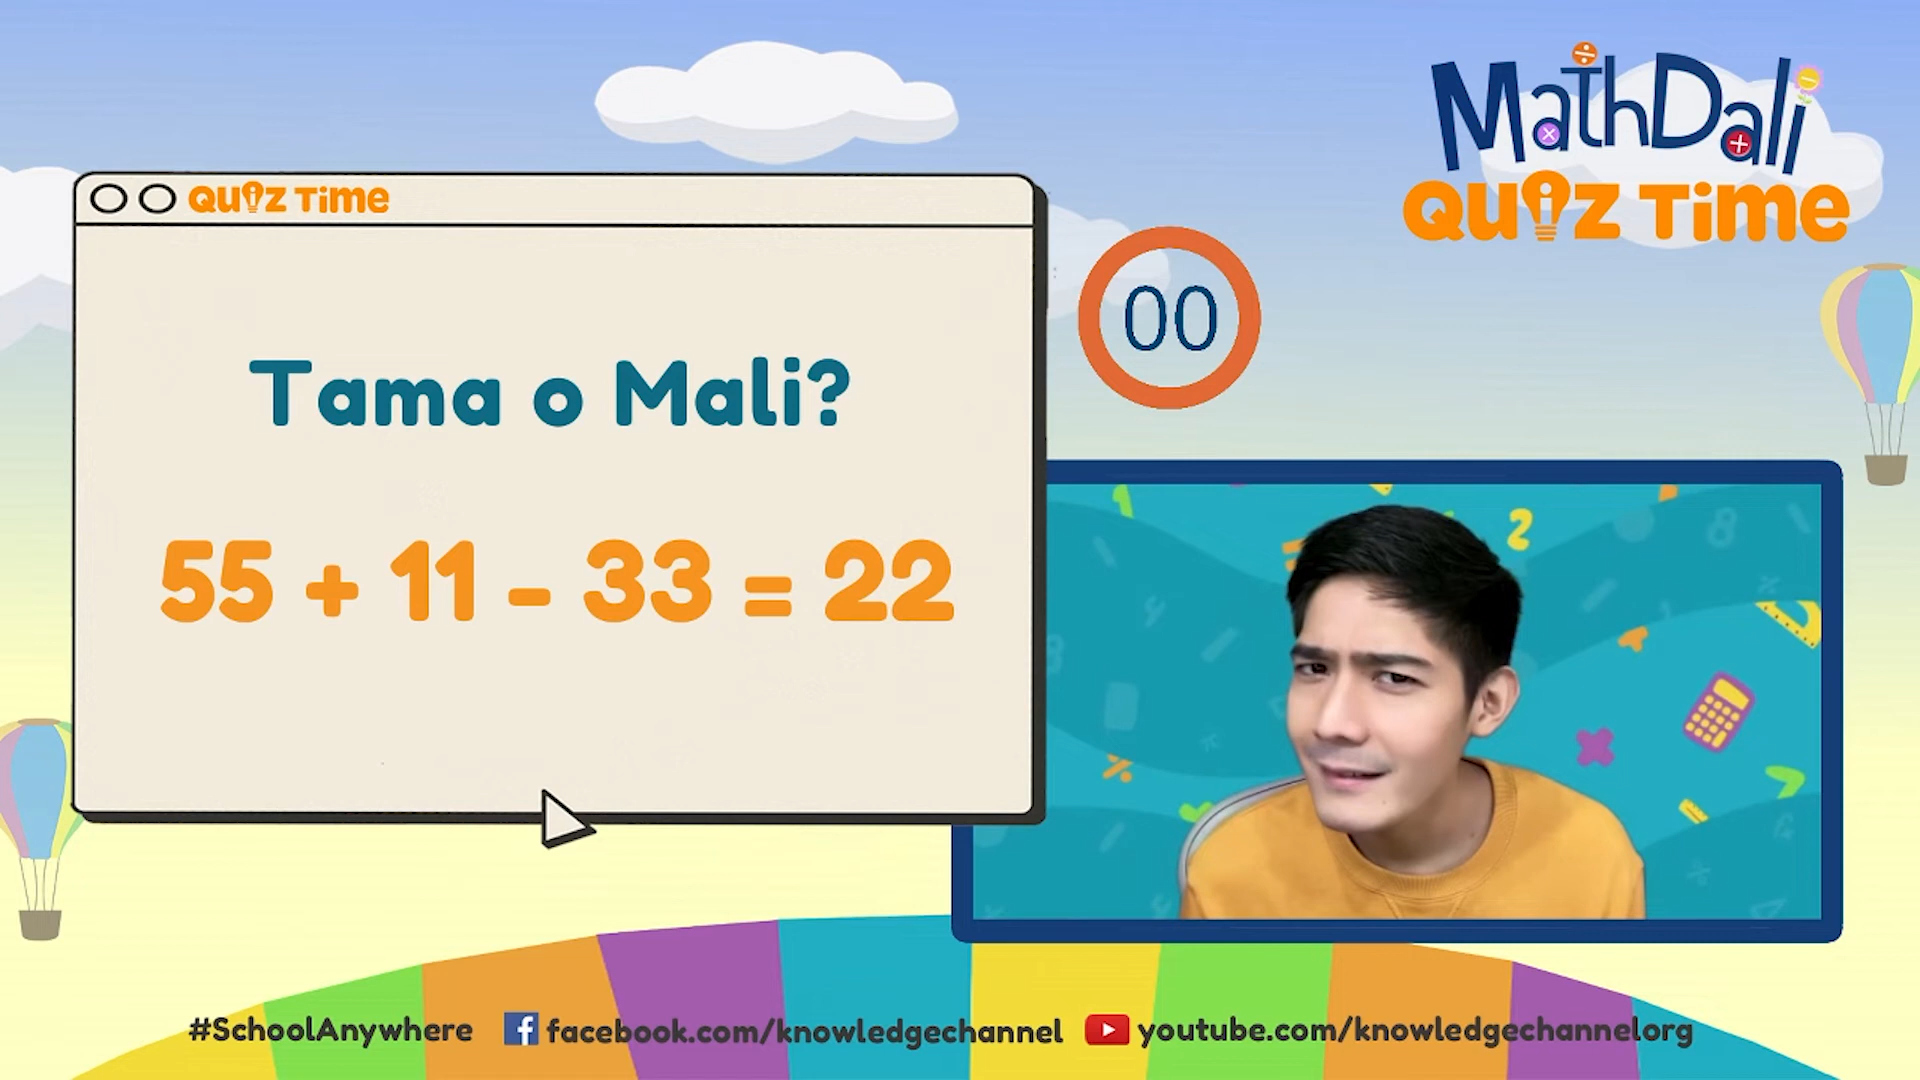 MathDali
QUIZ TIME
QUIZ TIME
00
Tama o Mali?
55 + 11 - 33 = 22
#SchoolAnywhere facebook.com/knowledgechannel youtube.com/knowledgechannelorg